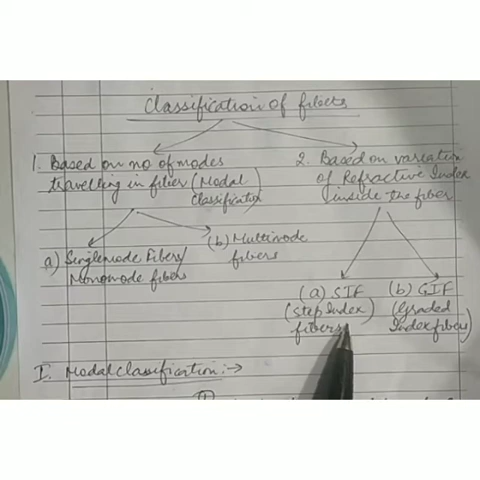 Classification of fibers
1. Based on no of modes
travelling in fiber (Modal
Classification)
2. Based on variation
of Refractive Index
inside the fiber
a) Singlemode Fibers/
Monomode fibers
(b) Multimode
fibers
(a) SIF
(Step Index)
fibers
(b) GIF
(Graded
Index fiber)
I. Modal classification :→